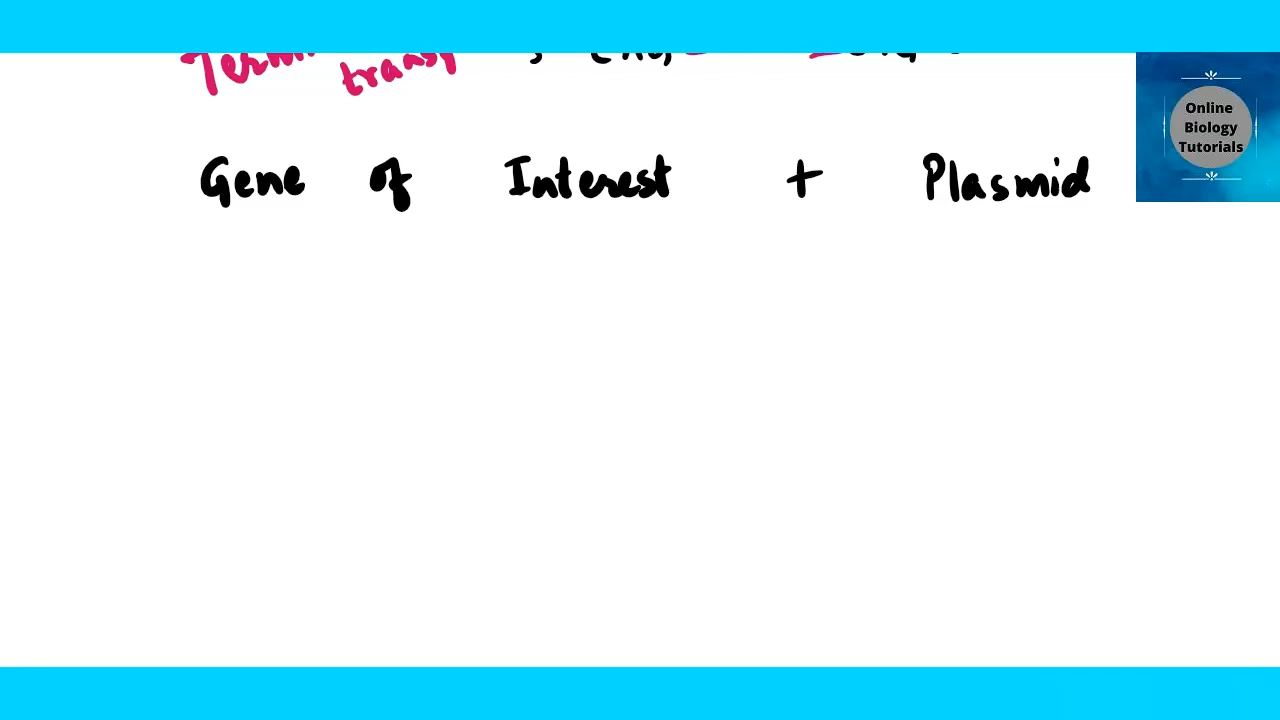 Gene of Interest + Plasmid
Online
Biology
Tutorials